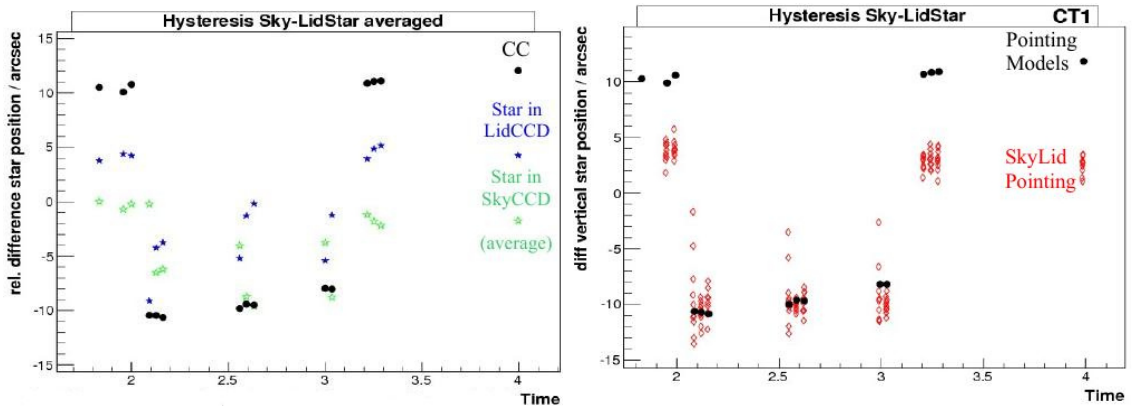 Hysteresis Sky-LidStar averaged
rel. difference star position / arcsec
15
10
5
0
-5
-10
-15
CC
Star in
LidCCD
Star in
SkyCCD
(average)
2
2.5
3
3.5
4
Time
Hysteresis Sky-LidStar
CT1
diff vertical star position / arcsec
10
5
0
-5
-10
-15
Pointing
Models
SkyLid
Pointing
2
2.5
3
3.5
4
Time